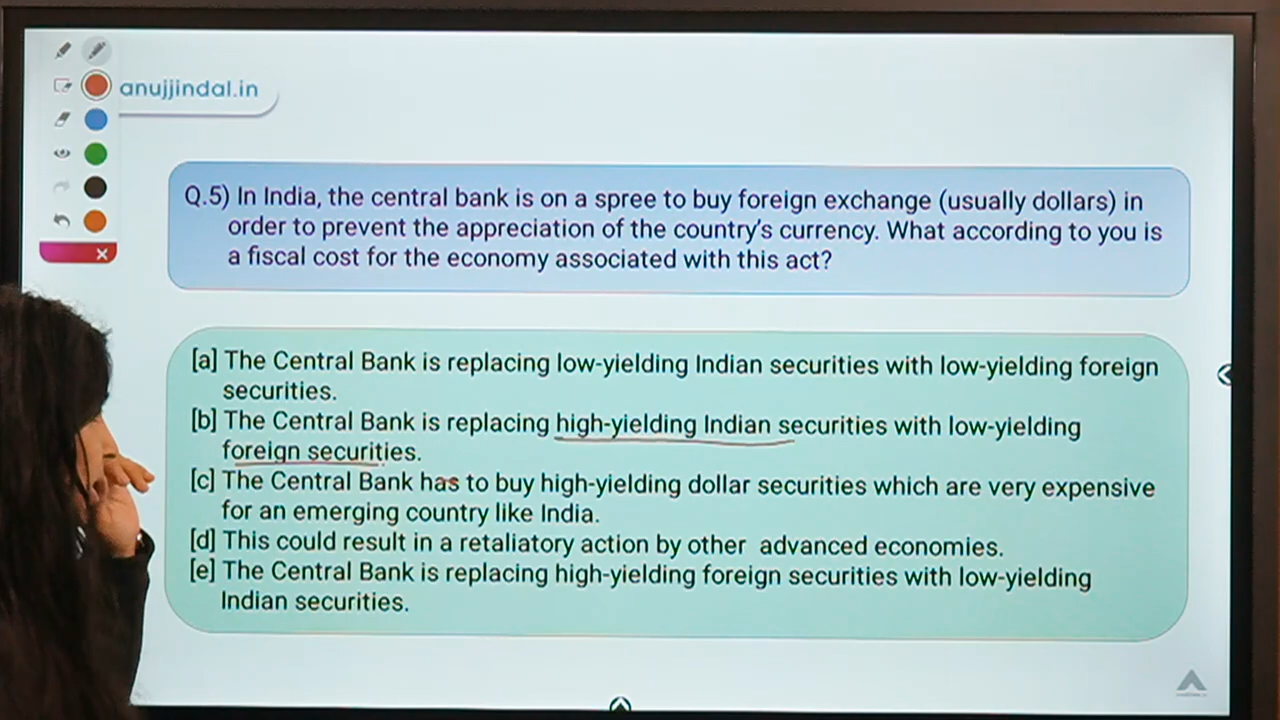 anujjindal.in
Q.5) In India, the central bank is on a spree to buy foreign exchange (usually dollars) in
order to prevent the appreciation of the country's currency. What according to you is
a fiscal cost for the economy associated with this act?
[a] The Central Bank is replacing low-yielding Indian securities with low-yielding foreign
securities.
[b] The Central Bank is replacing high-yielding Indian securities with low-yielding
foreign securities.
[c] The Central Bank has to buy high-yielding dollar securities which are very expensive
for an emerging country like India.
[d] This could result in a retaliatory action by other advanced economies.
[e] The Central Bank is replacing high-yielding foreign securities with low-yielding
Indian securities.